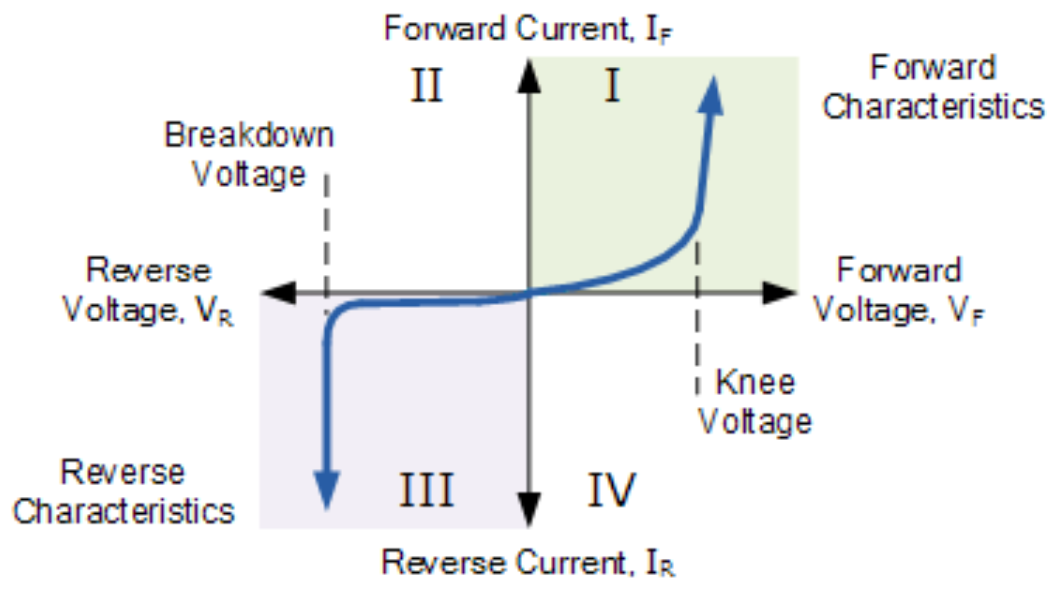 Forward Current, IF
II
I
Forward
Characteristics
Breakdown
Voltage
Reverse
Voltage, VR
Forward
Voltage, VF
Knee
Voltage
Reverse
Characteristics
III
IV
Reverse Current, IR